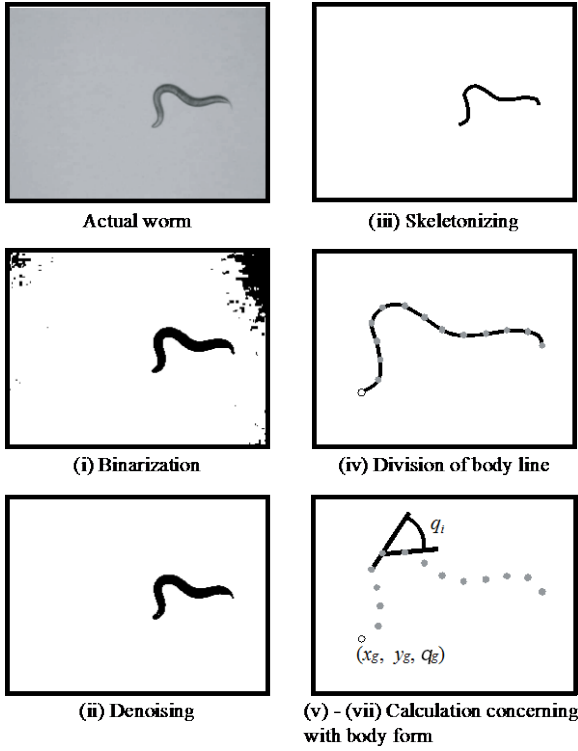 Actual worm
(i) Binarization
(ii) Denoising
(iii) Skeletonizing
(iv) Division of body line
qi
(xg, yg, qg)
(v) - (vii) Calculation concerning
with body form